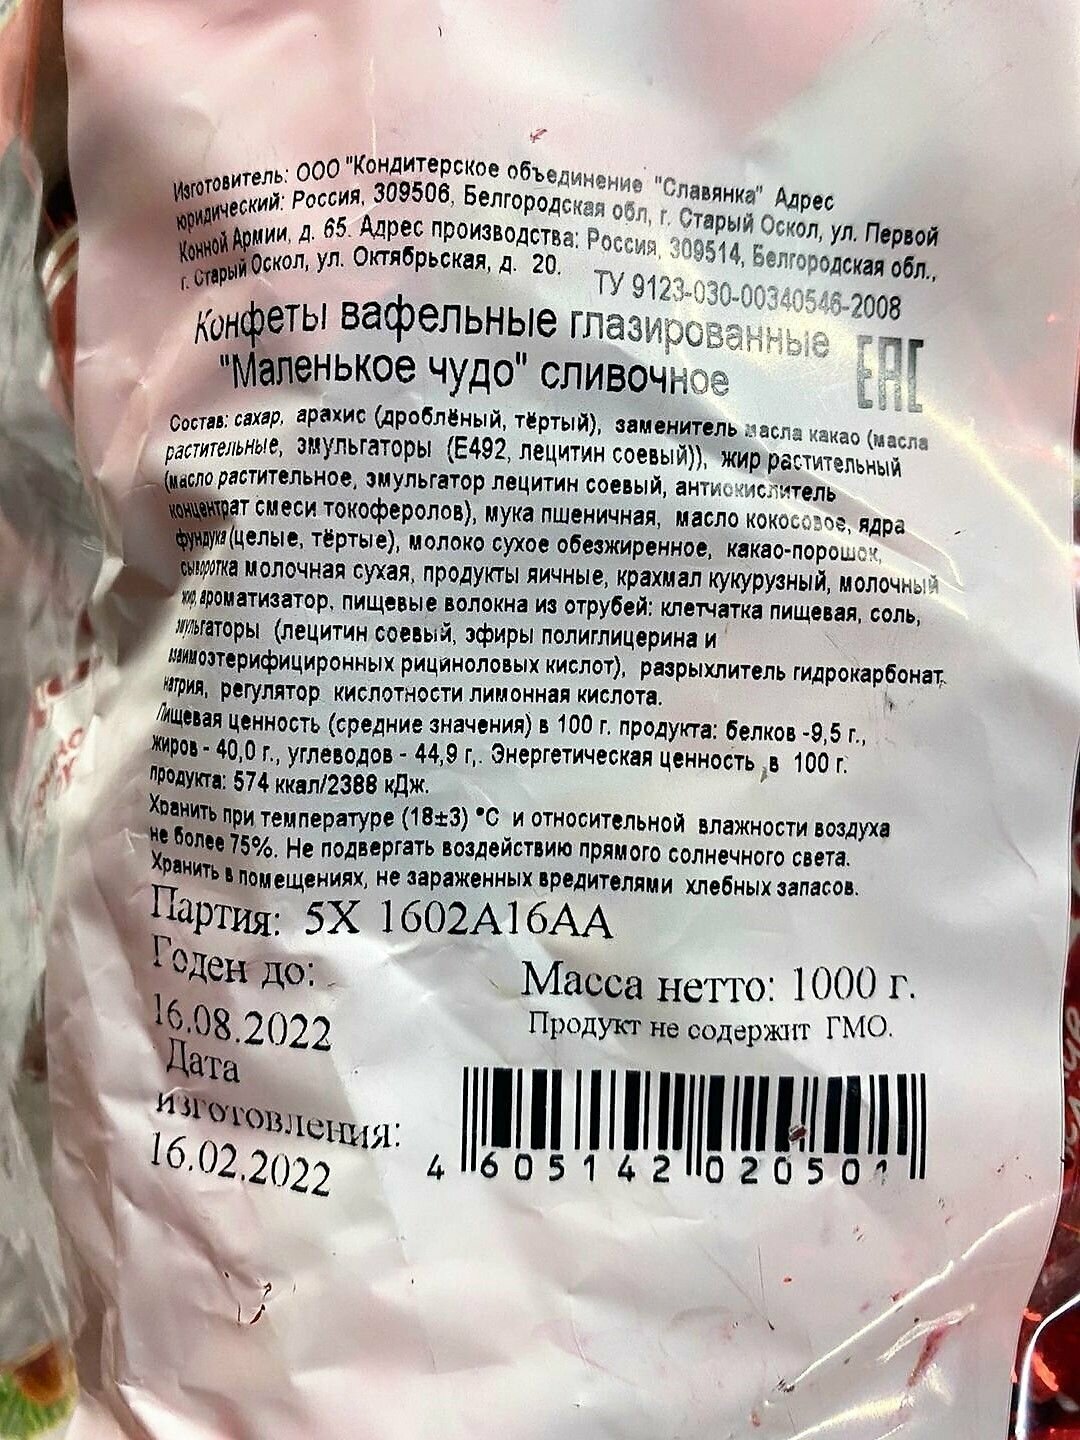 Изготовитель: ООО "Кондитерское объединение "Славянка" Адрес
юридический: Россия, 309506, Белгородская обл, г. Старый Оскол, ул. Первой
Конной Армии, д. 65. Адрес производства: Россия, 309514, Белгородская обл.,
г. Старый Оскол, ул. Октябрьская, д. 20.
ТУ 9123-030-00340546-2008
Конфеты вафельные глазированные
"Маленькое чудо" сливочное
EAC
Состав: сахар, арахис (дроблёный, тёртый), заменитель масла какао (масла
растительные, эмульгаторы (Е492, лецитин соевый)), жир растительный
(масло растительное, эмульгатор лецитин соевый, антиокислитель
концентрат смеси токоферолов), мука пшеничная, масло кокосовое, ядра
фундука (целые, тёртые), молоко сухое обезжиренное, какао-порошок,
сыворотка молочная сухая, продукты яичные, крахмал кукурузный, молочный
жир, ароматизатор, пищевые волокна из отрубей: клетчатка пищевая, соль,
эмульгаторы (лецитин соевый, эфиры полиглицерина и
взаимоэтерифициронных рициноловых кислот), разрыхлитель гидрокарбонат
натрия, регулятор кислотности лимонная кислота.
Пищевая ценность (средние значения) в 100 г. продукта: белков -9,5 г.,
жиров - 40,0 г., углеводов - 44,9 г,. Энергетическая ценность в 100 г.
продукта: 574 ккал/2388 кДж.
Хранить при температуре (18±3) °С и относительной влажности воздуха
не более 75%. Не подвергать воздействию прямого солнечного света.
Хранить в помещениях, не зараженных вредителями хлебных запасов.
Партия: 5X 1602A16AA
Годен до:
16.08.2022
Масса нетто: 1000 г.
Продукт не содержит ГМО.
Дата
изготовления:
16.02.2022
4 605142 020501